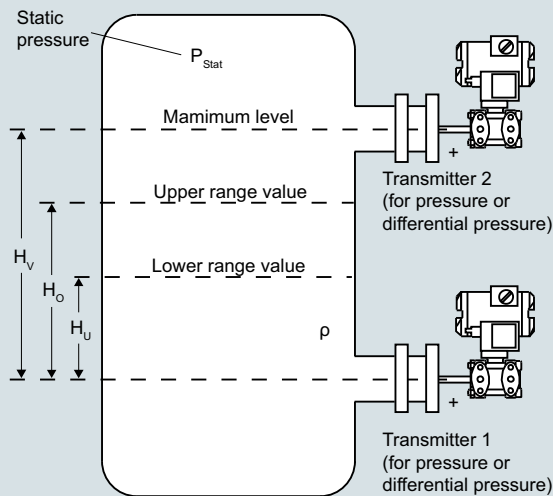 Static
pressure
P_Stat
Mamimum level
Upper range value
Lower range value
H_V
H_O
H_U
ρ
+
Transmitter 2
(for pressure or
differential pressure)
+
Transmitter 1
(for pressure or
differential pressure)